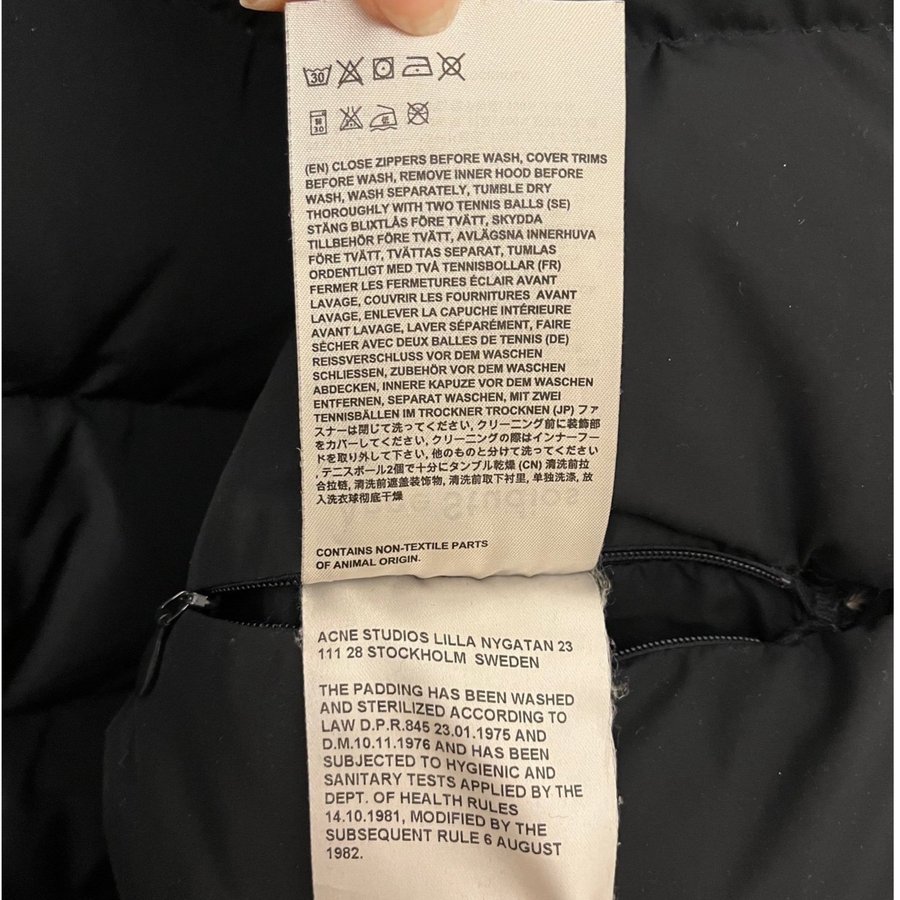 30
30
(EN) CLOSE ZIPPERS BEFORE WASH, COVER TRIMS
BEFORE WASH, REMOVE INNER HOOD BEFORE
WASH, WASH SEPARATELY, TUMBLE DRY
THOROUGHLY WITH TWO TENNIS BALLS (SE)
STÄNG BLIXTLÅS FÖRE TVÄTT, SKYDDA
TILLBEHÖR FÖRE TVÄTT, AVLÄGSNA INNERHUVA
FÖRE TVÄTT, TVÄTTAS SEPARAT, TUMLAS
ORDENTLIGT MED TVÅ TENNISBOLLAR (FR)
FERMER LES FERMETURES ÉCLAIR AVANT
LAVAGE, COUVRIR LES FOURNITURES AVANT
LAVAGE, ENLEVER LA CAPUCHE INTÉRIEURE
AVANT LAVAGE, LAVER SÉPARÉMENT, FAIRE
SÉCHER AVEC DEUX BALLES DE TENNIS (DE)
REISSVERSCHLUSS VOR DEM WASCHEN
SCHLIESSEN, ZUBEHÖR VOR DEM WASCHEN
ABDECKEN, INNERE KAPUZE VOR DEM WASCHEN
ENTFERNEN, SEPARAT WASCHEN, MIT ZWEI
TENNISBÄLLEN IM TROCKNER TROCKNEN (JP) ファ
スナーは閉じて洗ってください, クリーニング前に装飾部
をカバーしてください, クリーニングの際はインナーフー
ドを取り外して下さい, 他のものと分けて洗ってください
, テニスボール2個で十分にタンブル乾燥 (CN) 清洗前拉
合拉链, 清洗前遮盖装饰物, 清洗前取下衬里, 单独洗涤, 放
入洗衣球彻底干燥
CONTAINS NON-TEXTILE PARTS
OF ANIMAL ORIGIN.
ACNE STUDIOS LILLA NYGATAN 23
111 28 STOCKHOLM SWEDEN
THE PADDING HAS BEEN WASHED
AND STERILIZED ACCORDING TO
LAW D.P.R.845 23.01.1975 AND
D.M.10.11.1976 AND HAS BEEN
SUBJECTED TO HYGIENIC AND
SANITARY TESTS APPLIED BY THE
DEPT. OF HEALTH RULES
14.10.1981, MODIFIED BY THE
SUBSEQUENT RULE 6 AUGUST
1982.